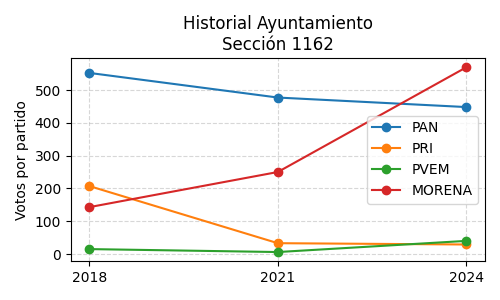 Historial Ayuntamiento
Sección 1162
Votos por partido
500
400
300
200
100
0
2018
2021
2024
PAN
PRI
PVEM
MORENA